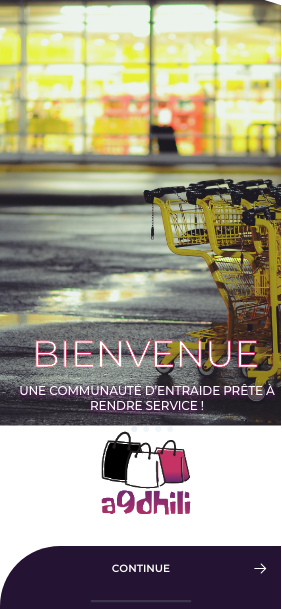 BIENVENUE
UNE COMMUNAUTÉ D'ENTRAIDE PRÊTE À
RENDRE SERVICE !
a9dhili
CONTINUE